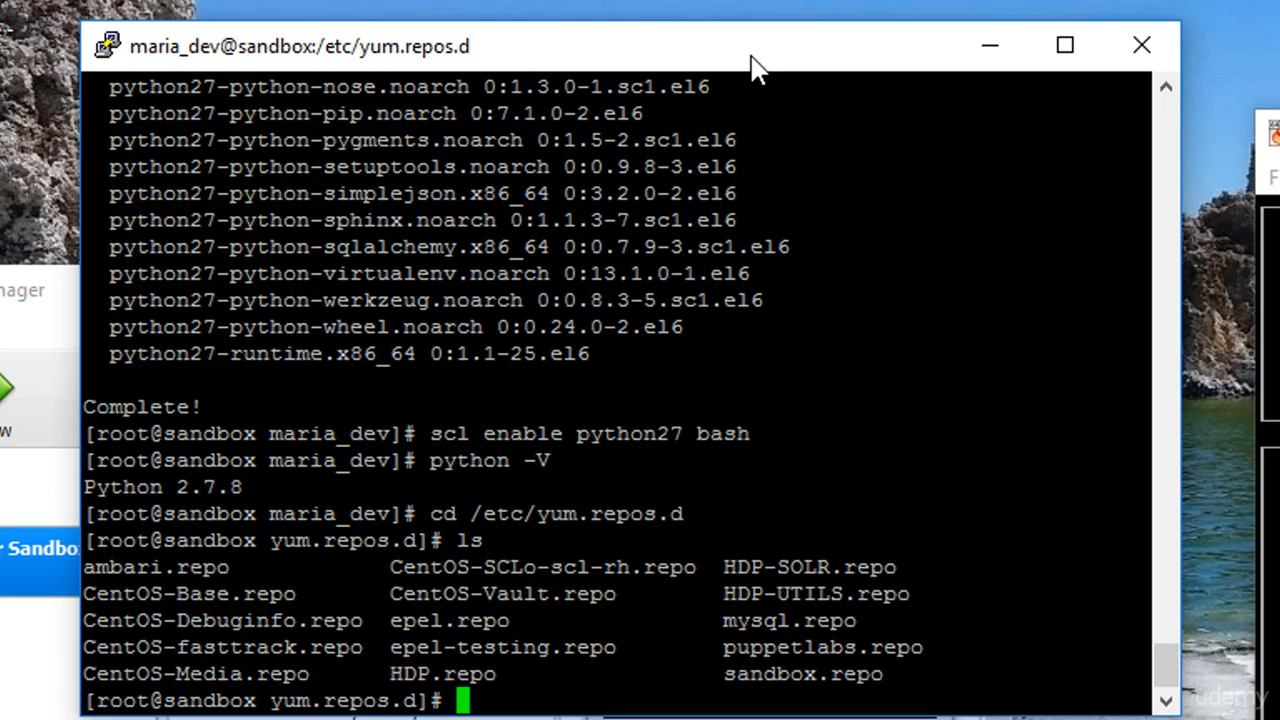 maria_dev@sandbox:/etc/yum.repos.d
python27-python-nose.noarch 0:1.3.0-1.sc1.el6
python27-python-pip.noarch 0:7.1.0-2.el6
python27-python-pygments.noarch 0:1.5-2.sc1.el6
python27-python-setuptools.noarch 0:0.9.8-3.el6
python27-python-simplejson.x86_64 0:3.2.0-2.el6
python27-python-sphinx.noarch 0:1.1.3-7.sc1.el6
python27-python-sqlalchemy.x86_64 0:0.7.9-3.sc1.el6
python27-python-virtualenv.noarch 0:13.1.0-1.el6
python27-python-werkzeug.noarch 0:0.8.3-5.sc1.el6
python27-python-wheel.noarch 0:0.24.0-2.el6
python27-runtime.x86_64 0:1.1-25.el6
Complete!
[root@sandbox maria_dev]# scl enable python27 bash
[root@sandbox maria_dev]# python -V
Python 2.7.8
[root@sandbox maria_dev]# cd /etc/yum.repos.d
[root@sandbox yum.repos.d]# ls
ambari.repo CentOS-SCLo-scl-rh.repo HDP-SOLR.repo
CentOS-Base.repo CentOS-Vault.repo HDP-UTILS.repo
CentOS-Debuginfo.repo epel.repo mysql.repo
CentOS-fasttrack.repo epel-testing.repo puppetlabs.repo
CentOS-Media.repo HDP.repo sandbox.repo
[root@sandbox yum.repos.d]#
nager
w
r Sandbo
F
udemy